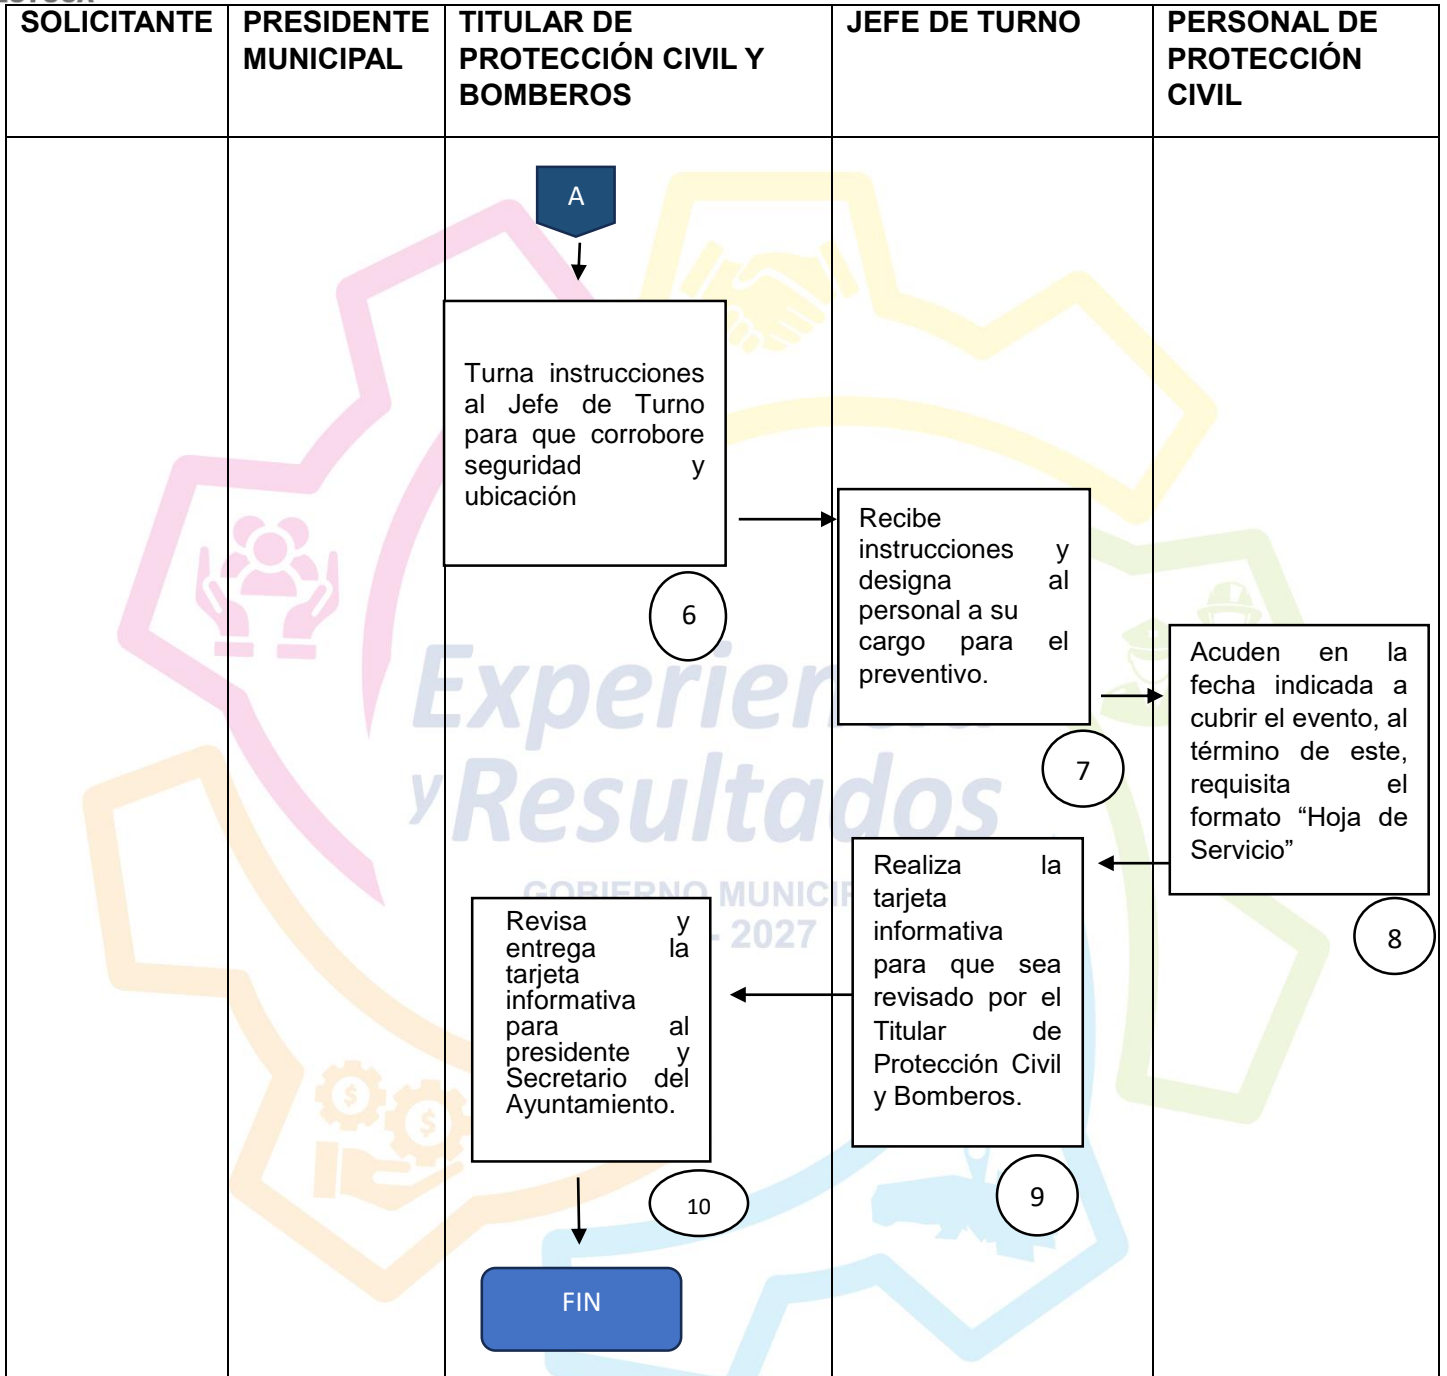 SOLICITANTE
PRESIDENTE
MUNICIPAL
TITULAR DE
PROTECCIÓN CIVIL Y
BOMBEROS
JEFE DE TURNO
PERSONAL DE
PROTECCIÓN
CIVIL
A
Turna instrucciones
al Jefe de Turno
para que corrobore
seguridad y
ubicación
6
Recibe
instrucciones y
designa al
personal a su
cargo para el
preventivo.
7
Acuden en la
fecha indicada a
cubrir el evento, al
término de este,
requisita el
formato “Hoja de
Servicio”
8
Realiza la
tarjeta
informativa
para que sea
revisado por el
Titular de
Protección Civil
y Bomberos.
9
Revisa y
entrega la
tarjeta
informativa
para al
presidente y
Secretario del
Ayuntamiento.
10
FIN
y Resultados
GOBIERNO
- 2027